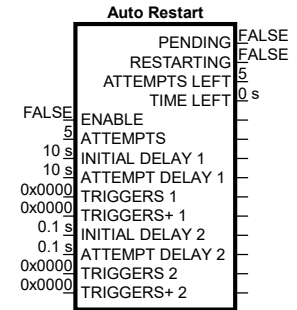 Auto Restart
PENDING FALSE
RESTARTING FALSE
ATTEMPTS LEFT 5
TIME LEFT 0 s
FALSE ENABLE
5 ATTEMPTS
10 s INITIAL DELAY 1
10 s ATTEMPT DELAY 1
0x0000 TRIGGERS 1
0x0000 TRIGGERS+ 1
0.1 s INITIAL DELAY 2
0.1 s ATTEMPT DELAY 2
0x0000 TRIGGERS 2
0x0000 TRIGGERS+ 2